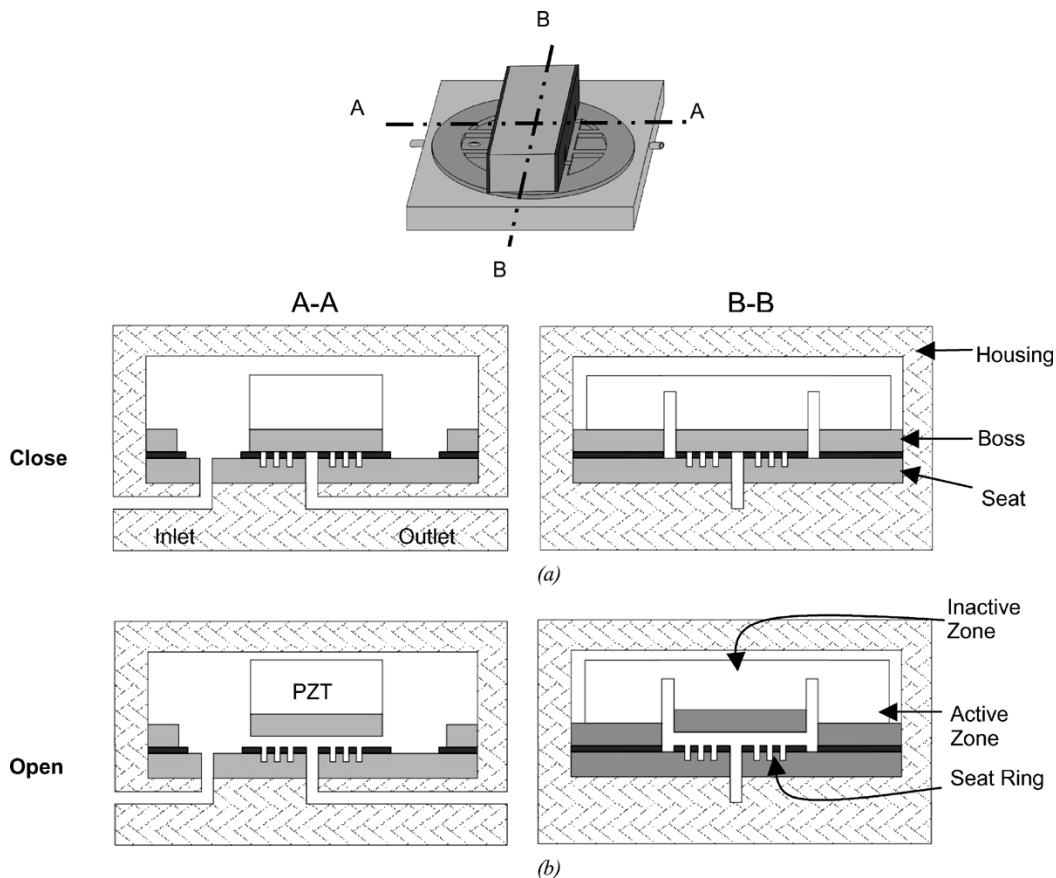 B
A
A
B
A-A
B-B
Housing
Boss
Close
Seat
Inlet
Outlet
(a)
Inactive
Zone
PZT
Active
Zone
Open
Seat Ring
(b)